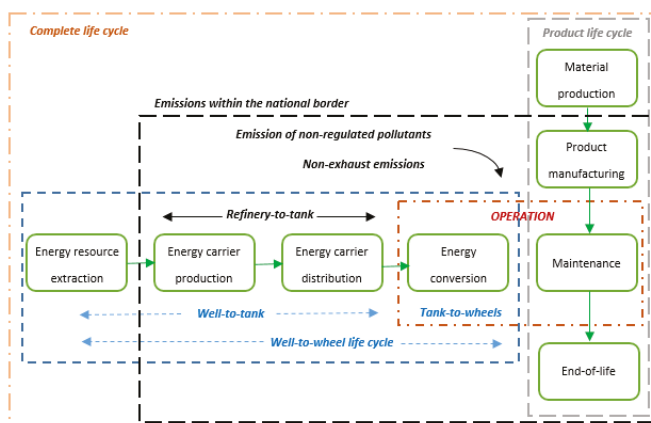 Complete life cycle
Product life cycle
Material
production
Emissions within the national border
Emission of non-regulated pollutants
Non-exhaust emissions
Product
manufacturing
Refinery-to-tank
OPERATION
Energy resource
extraction
Energy carrier
production
Energy carrier
distribution
Energy
conversion
Maintenance
Well-to-tank
Tank-to-wheels
Well-to-wheel life cycle
End-of-life